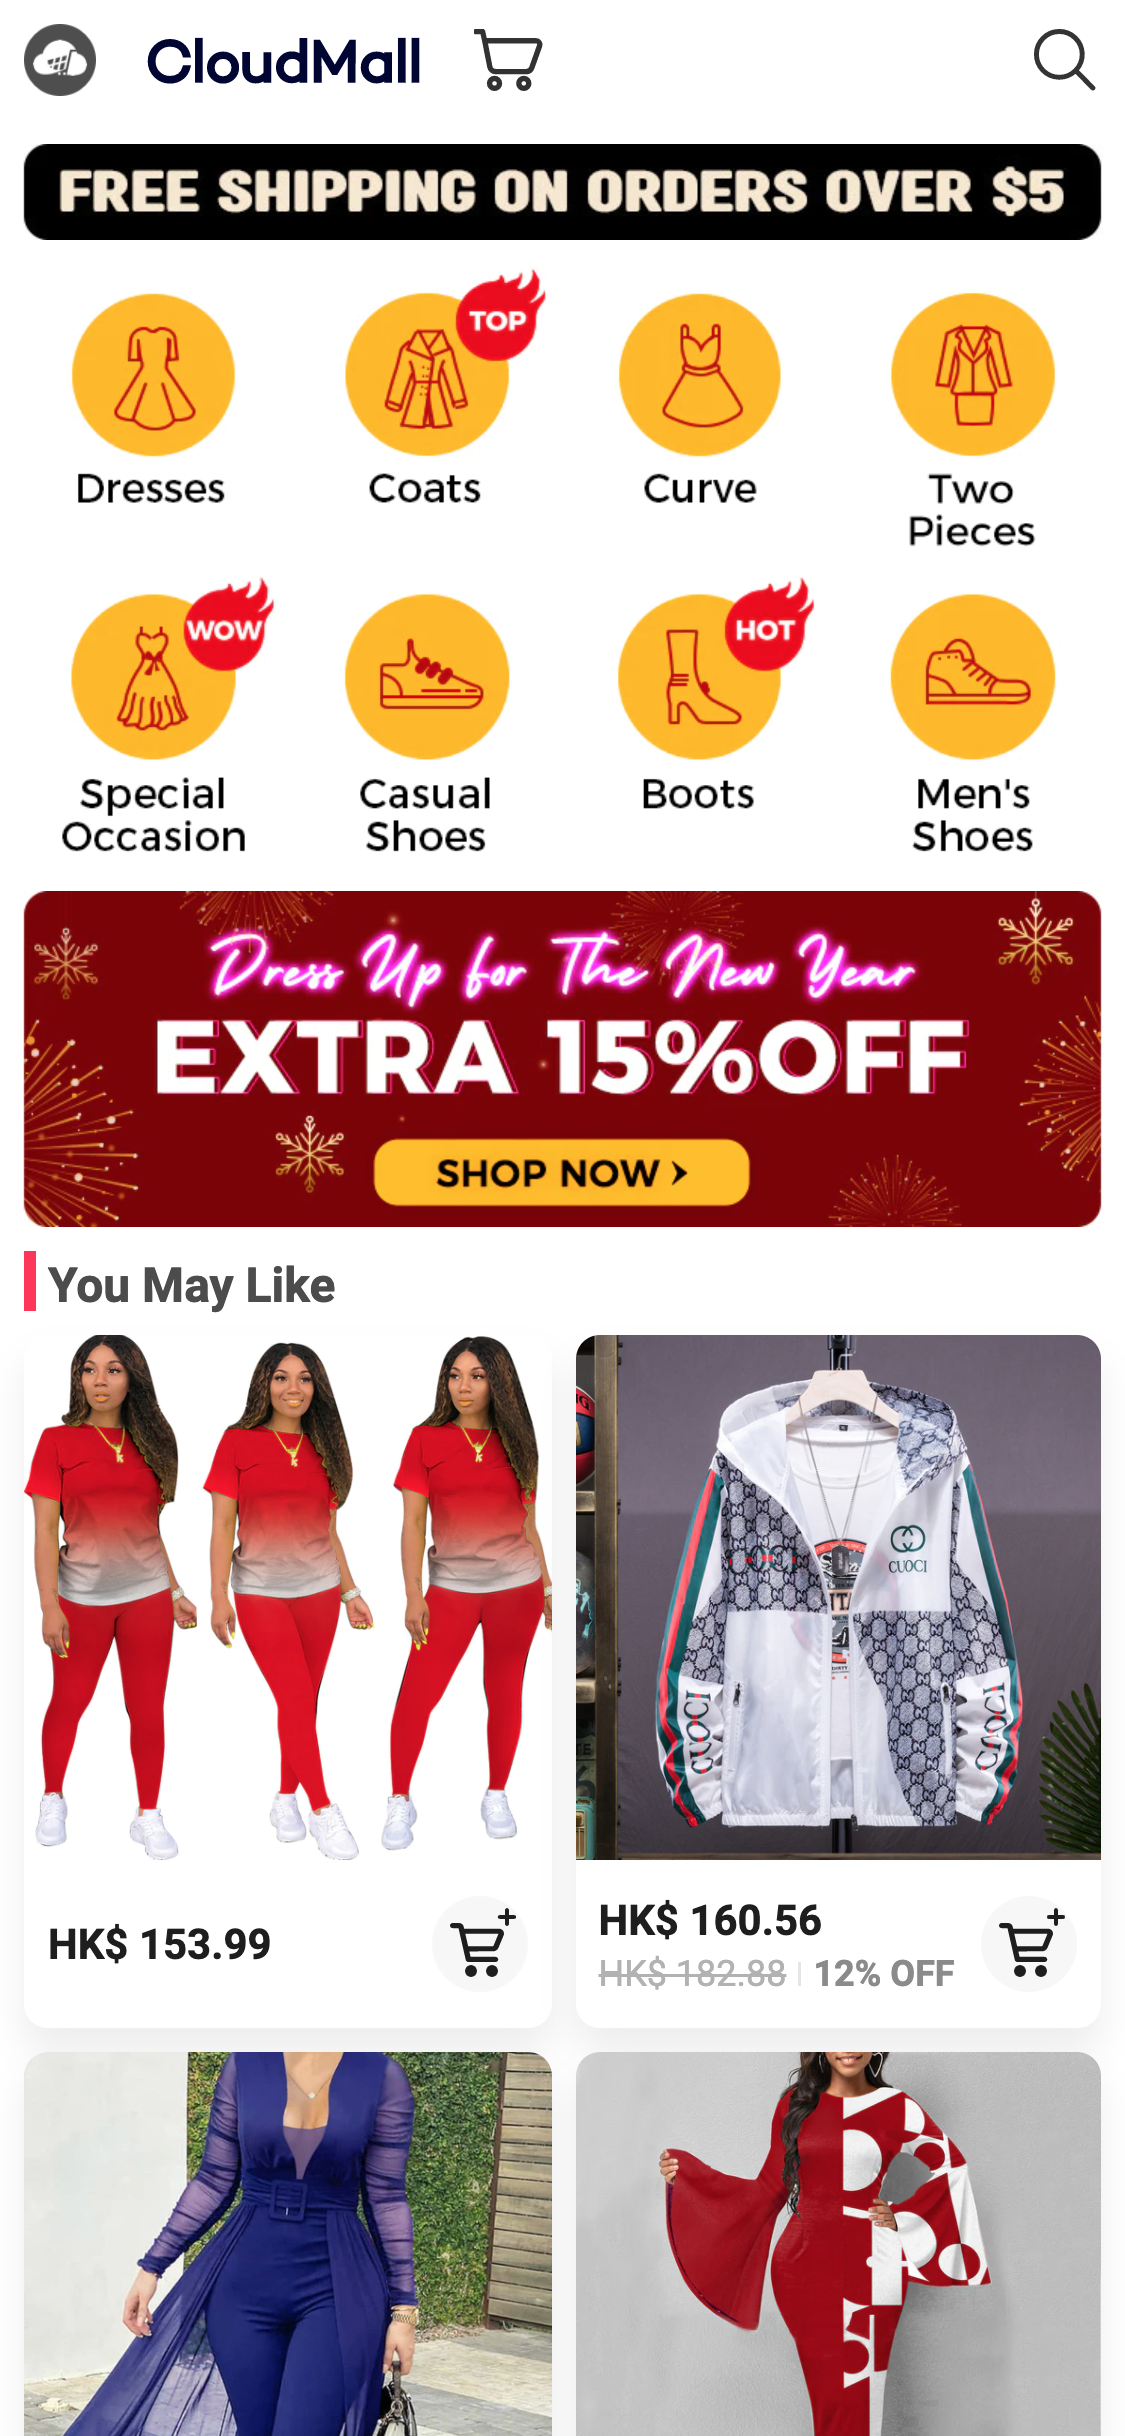 CloudMall
FREE SHIPPING ON ORDERS OVER $5
TOP
Dresses
Coats
Curve
Two
Pieces
WOW
HOT
Special
Occasion
Casual
Shoes
Boots
Men's
Shoes
Dress Up for The New Year
EXTRA 15%OFF
SHOP NOW
You May Like
CUOCI
CUOCI
CUOCI
HK$ 153.99
HK$ 160.56
HK$ 182.88
12% OFF